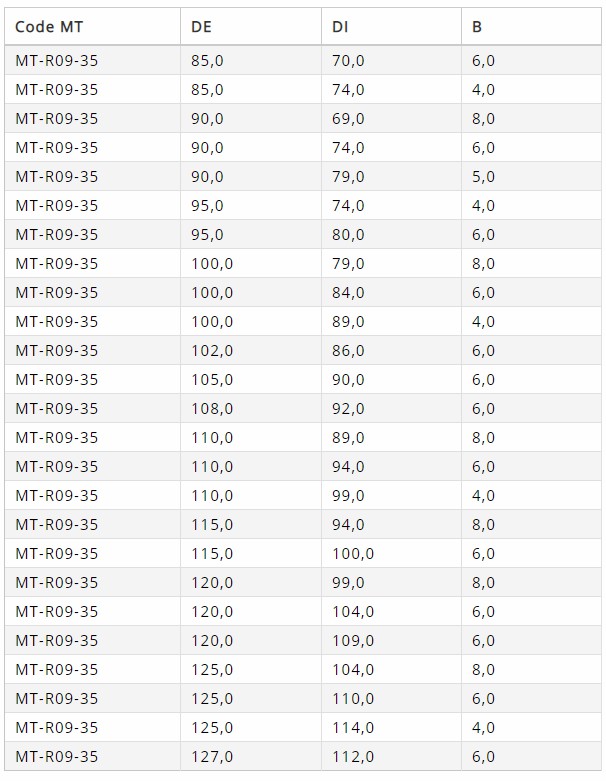 Code MT DE DI B
MT-R09-35 85,0 70,0 6,0
MT-R09-35 85,0 74,0 4,0
MT-R09-35 90,0 69,0 8,0
MT-R09-35 90,0 74,0 6,0
MT-R09-35 90,0 79,0 5,0
MT-R09-35 95,0 74,0 4,0
MT-R09-35 95,0 80,0 6,0
MT-R09-35 100,0 79,0 8,0
MT-R09-35 100,0 84,0 6,0
MT-R09-35 100,0 89,0 4,0
MT-R09-35 102,0 86,0 6,0
MT-R09-35 105,0 90,0 6,0
MT-R09-35 108,0 92,0 6,0
MT-R09-35 110,0 89,0 8,0
MT-R09-35 110,0 94,0 6,0
MT-R09-35 110,0 99,0 4,0
MT-R09-35 115,0 94,0 8,0
MT-R09-35 115,0 100,0 6,0
MT-R09-35 120,0 99,0 8,0
MT-R09-35 120,0 104,0 6,0
MT-R09-35 120,0 109,0 6,0
MT-R09-35 125,0 104,0 8,0
MT-R09-35 125,0 110,0 6,0
MT-R09-35 125,0 114,0 4,0
MT-R09-35 127,0 112,0 6,0